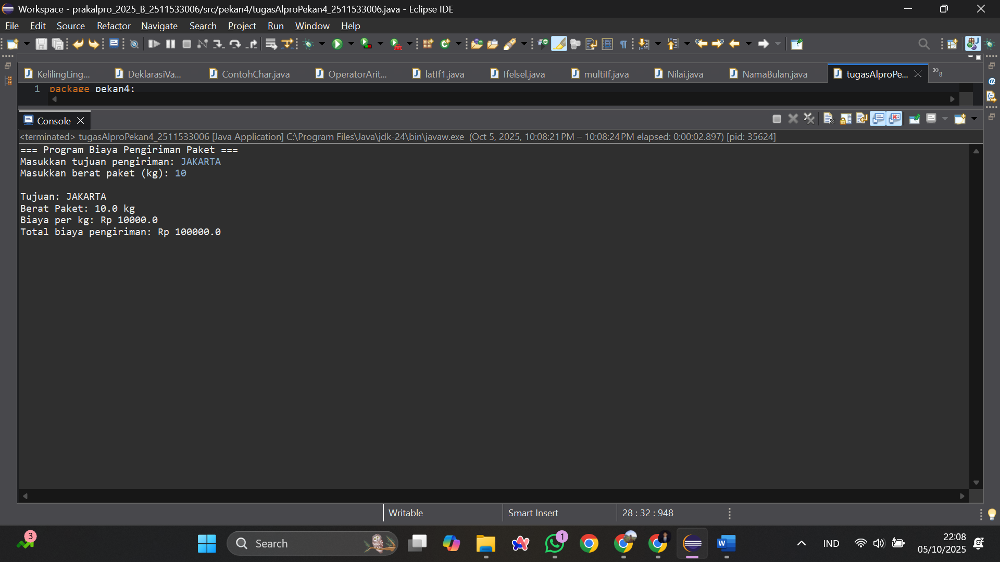 Workspace - prakalpro_2025_B_2511533006/src/pekan4/tugasAlproPekan4_2511533006.java - Eclipse IDE
File Edit Source Refactor Navigate Search Project Run Window Help
KelilingLing... DeklarasiVa... ContohChar.java OperatorArit... latIf1.java Ifelsel.java multiIf.java Nilai.java NamaBulan.java tugasAlproPe... »8
1 package pekan4;
Console
<terminated> tugasAlproPekan4_2511533006 [Java Application] C:\Program Files\Java\jdk-24\bin\javaw.exe (Oct 5, 2025, 10:08:21 PM – 10:08:24 PM elapsed: 0:00:02.897) [pid: 35624]
=== Program Biaya Pengiriman Paket ===
Masukkan tujuan pengiriman: JAKARTA
Masukkan berat paket (kg): 10
Tujuan: JAKARTA
Berat Paket: 10.0 kg
Biaya per kg: Rp 10000.0
Total biaya pengiriman: Rp 100000.0
Writable Smart Insert 28 : 32 : 948
3 Search 1 IND 22:08
05/10/2025